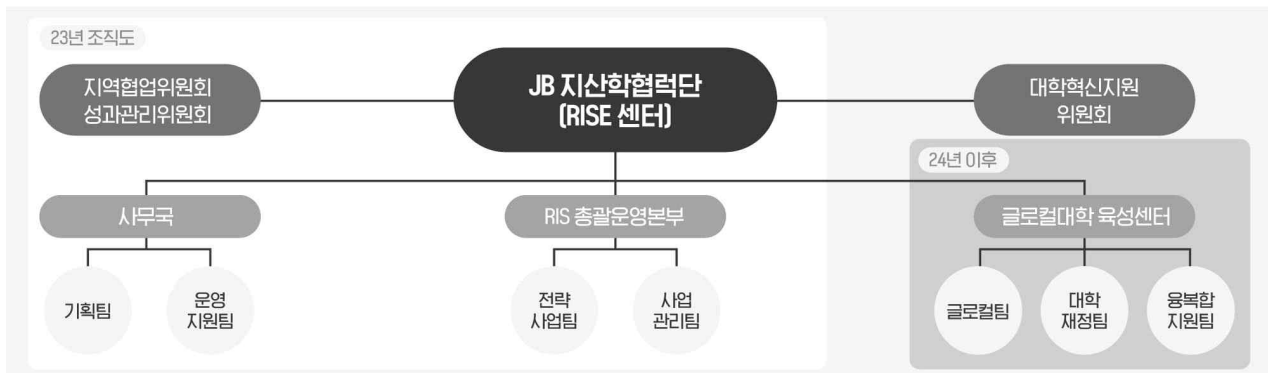 23년 조직도
지역협업위원회
성과관리위원회
JB 지산학협력단
(RISE 센터)
대학혁신지원
위원회
24년 이후
사무국
RIS 총괄운영본부
글로컬대학 육성센터
기획팀
운영
지원팀
전략
사업팀
사업
관리팀
글로컬팀
대학
재정팀
융복합
지원팀